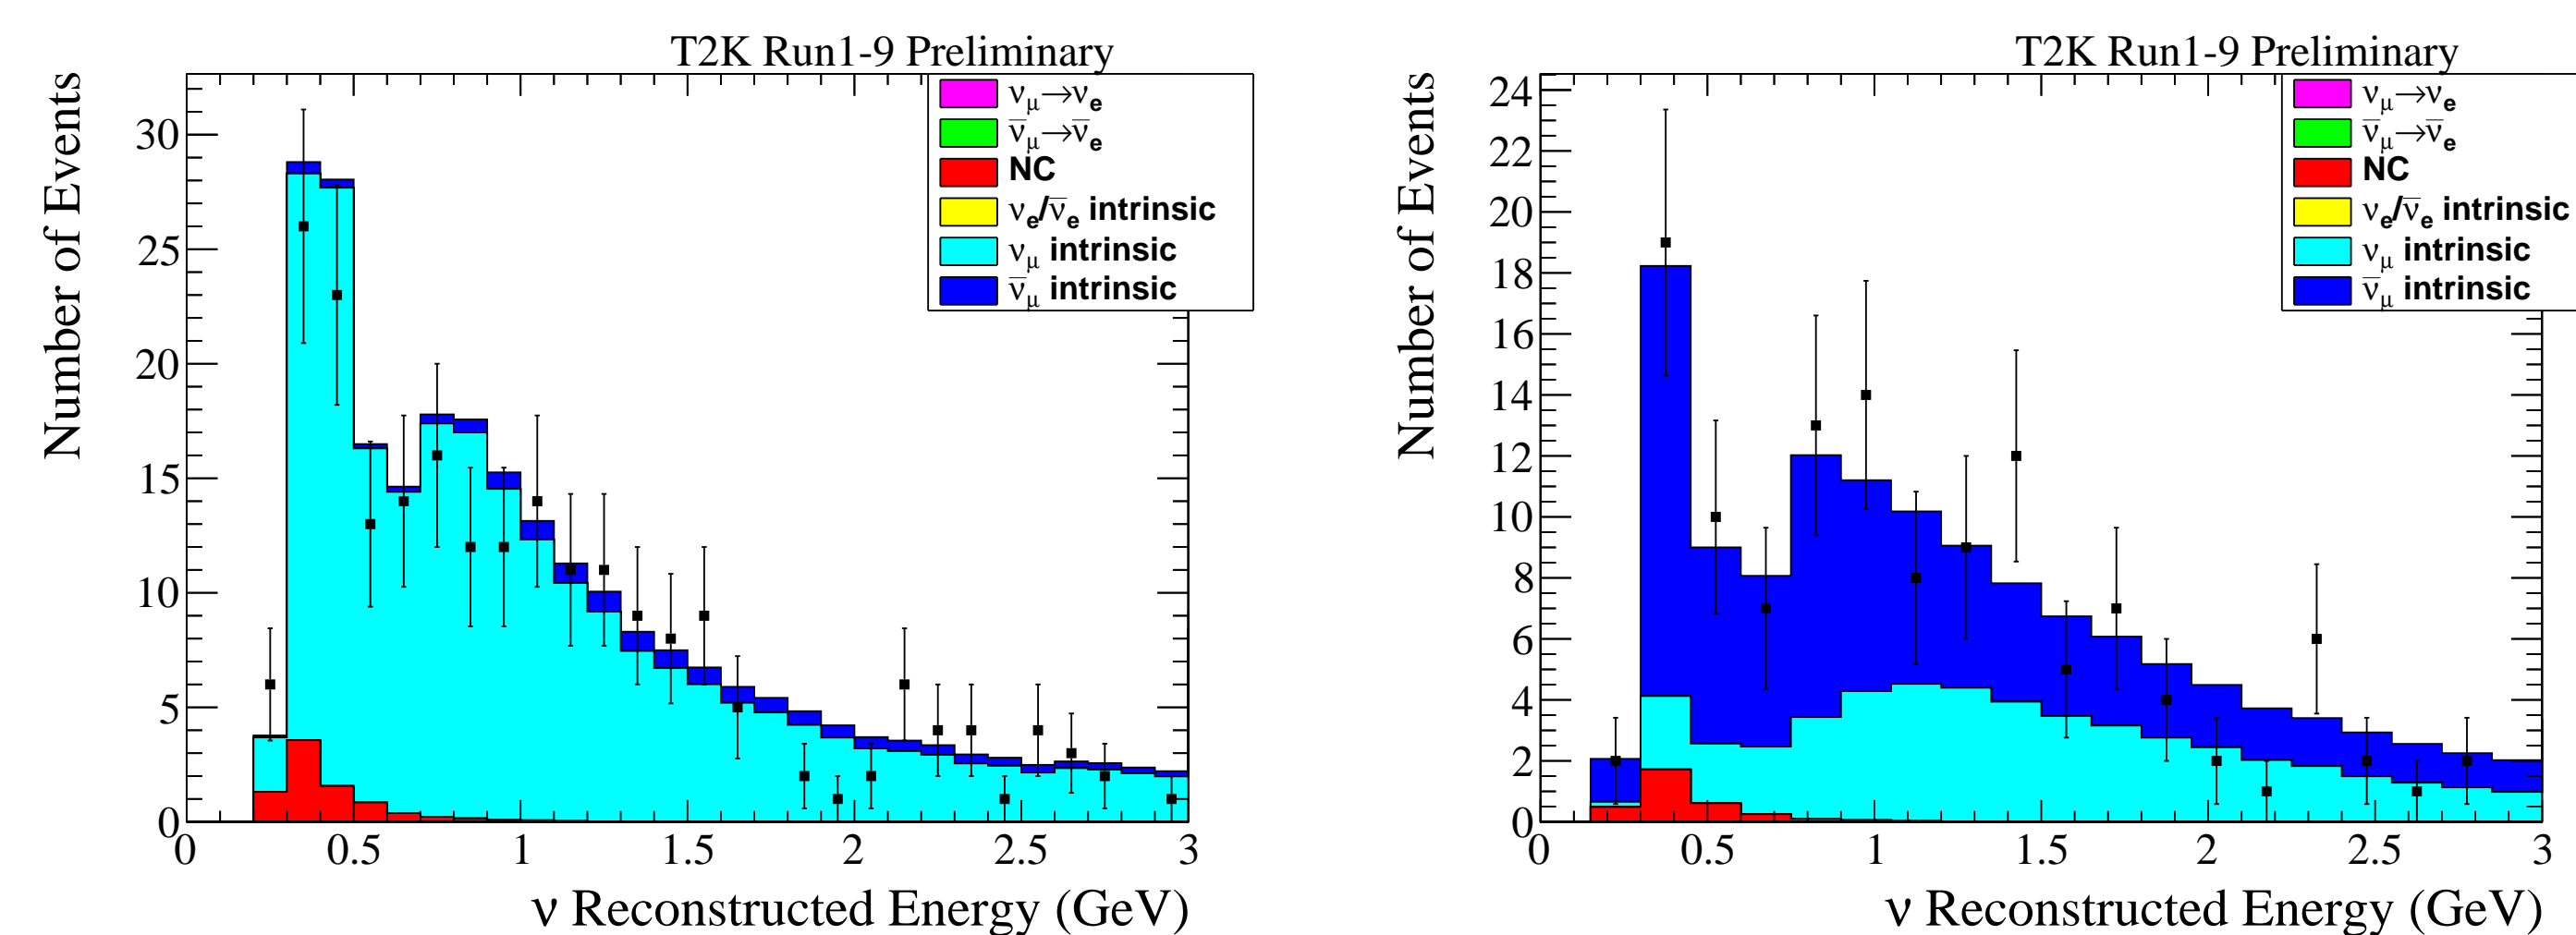 T2K Run1-9 Preliminary
Number of Events
30
25
20
15
10
5
0
0 0.5 1 1.5 2 2.5 3
ν Reconstructed Energy (GeV)
νμ→νe
ν̅μ→ν̅e
NC
νe/ν̅e intrinsic
νμ intrinsic
ν̅μ intrinsic
T2K Run1-9 Preliminary
Number of Events
24
22
20
18
16
14
12
10
8
6
4
2
0
0 0.5 1 1.5 2 2.5 3
ν Reconstructed Energy (GeV)
νμ→νe
ν̅μ→ν̅e
NC
νe/ν̅e intrinsic
νμ intrinsic
ν̅μ intrinsic